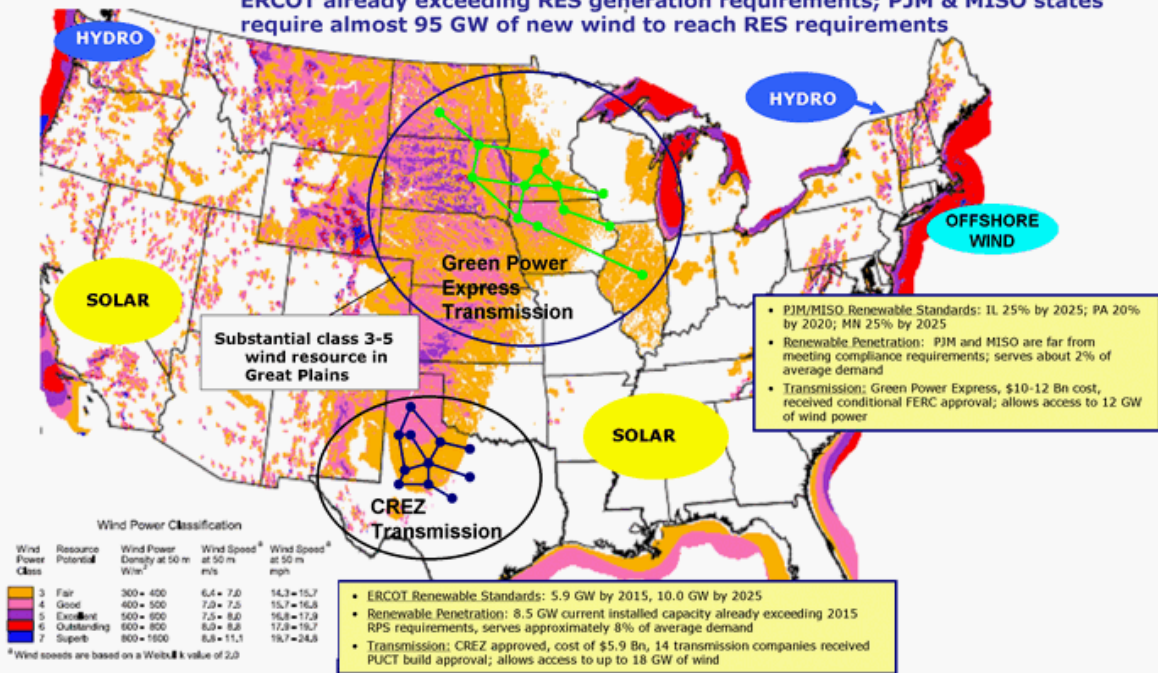 ERCOT already exceeding RES generation requirements; PJM & MISO states
require almost 95 GW of new wind to reach RES requirements
HYDRO
HYDRO
OFFSHORE
WIND
SOLAR
Green Power
Express
Transmission
Substantial class 3-5
wind resource in
Great Plains
• PJM/MISO Renewable Standards: IL 25% by 2025; PA 20%
by 2020; MN 25% by 2025
• Renewable Penetration: PJM and MISO are far from
meeting compliance requirements; serves about 2% of
average demand
• Transmission: Green Power Express, $10-12 Bn cost,
received conditional FERC approval; allows access to 12 GW
of wind power
SOLAR
CREZ
Transmission
Wind Power Classification
Wind Power Class Resource Potential Wind Power Density at 50 m W/m² Wind Speed ª at 50 m m/s Wind Speed ª at 50 m mph
3 Fair 300 - 400 6.4 - 7.0 14.3 - 15.7
4 Good 400 - 500 7.0 - 7.5 15.7 - 16.8
5 Excellent 500 - 600 7.5 - 8.0 16.8 - 17.9
6 Outstanding 600 - 800 8.0 - 8.8 17.9 - 19.7
7 Superb 800 - 1600 8.8 - 11.1 19.7 - 24.8
ª Wind speeds are based on a Weibull k value of 2.0
• ERCOT Renewable Standards: 5.9 GW by 2015, 10.0 GW by 2025
• Renewable Penetration: 8.5 GW current installed capacity already exceeding 2015
RPS requirements, serves approximately 8% of average demand
• Transmission: CREZ approved, cost of $5.9 Bn, 14 transmission companies received
PUCT build approval; allows access to up to 18 GW of wind